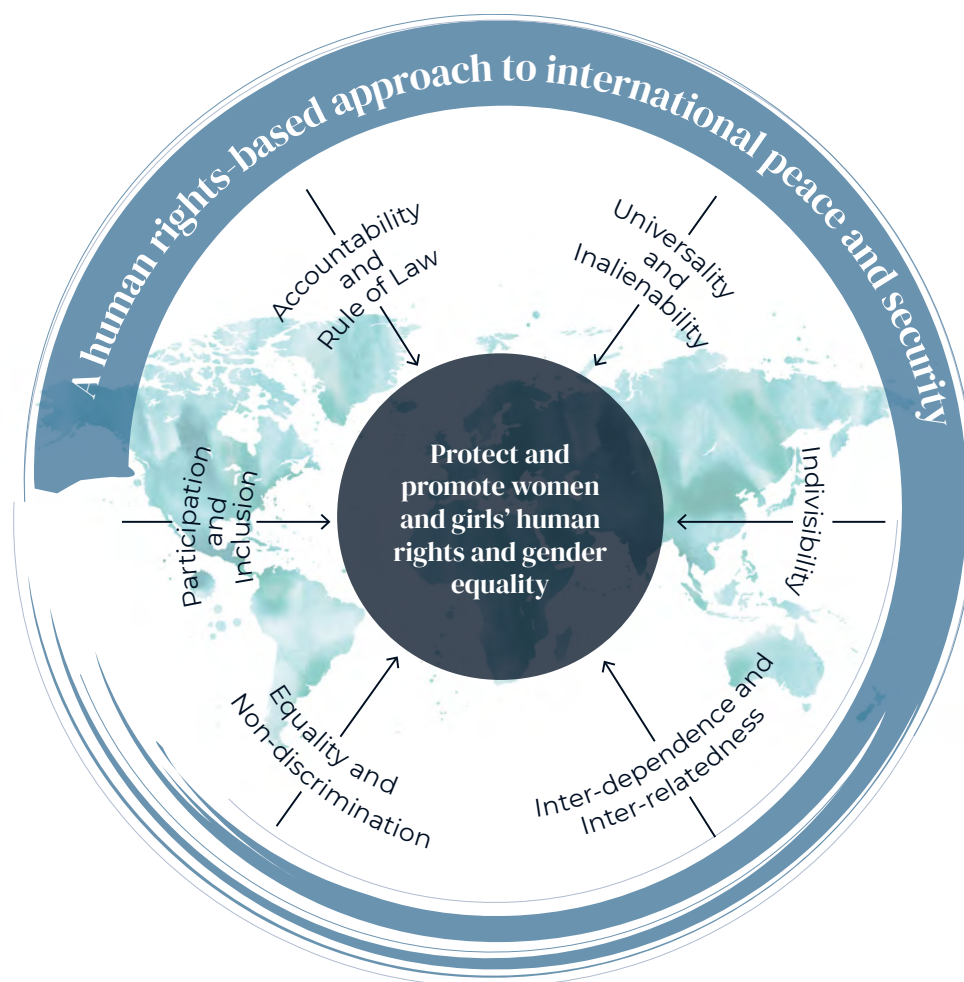 A human rights-based approach to international peace and security
Accountability
and
Rule of Law
Universality
and
Inalienability
Participation
and
Inclusion
Protect and
promote women
and girls’ human
rights and gender
equality
Indivisibility
Equality and
Non-discrimination
Inter-dependence and
Inter-relatedness